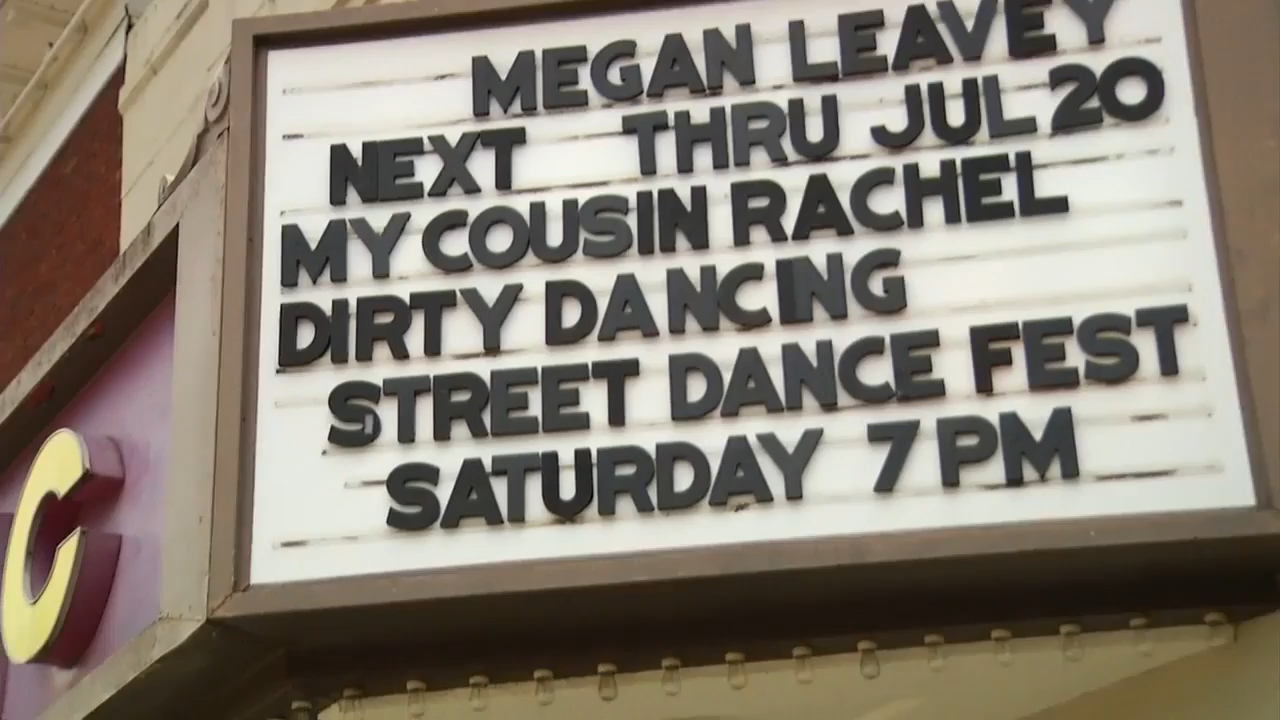 MEGAN LEAVEY
NEXT THRU JUL 20
MY COUSIN RACHEL
DIRTY DANCING
STREET DANCE FEST
SATURDAY 7PM
C